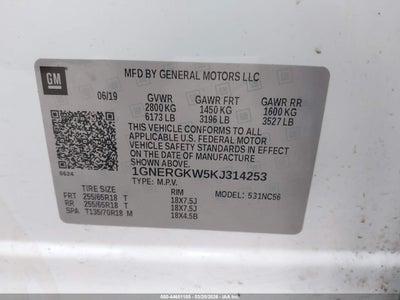 GM
MFD BY GENERAL MOTORS LLC
06/19 GVWR GAWR FRT GAWR RR
2800 KG 1450 KG 1600 KG
6173 LB 3196 LB 3527 LB
THIS VEHICLE CONFORMS TO ALL
APPLICABLE U.S. FEDERAL MOTOR
VEHICLE SAFETY STANDARDS IN
EFFECT ON THE DATE OF MANUFACTURE
SHOWN ABOVE.
6624 1GNERGKW5KJ314253
TYPE: M.P.V. MODEL: 531NC56
TIRE SIZE RIM
FRT 255/65R18 T 18X7.5J
RR 255/65R18 T 18X7.5J
SPA T135/70R18 M 18X4.5B